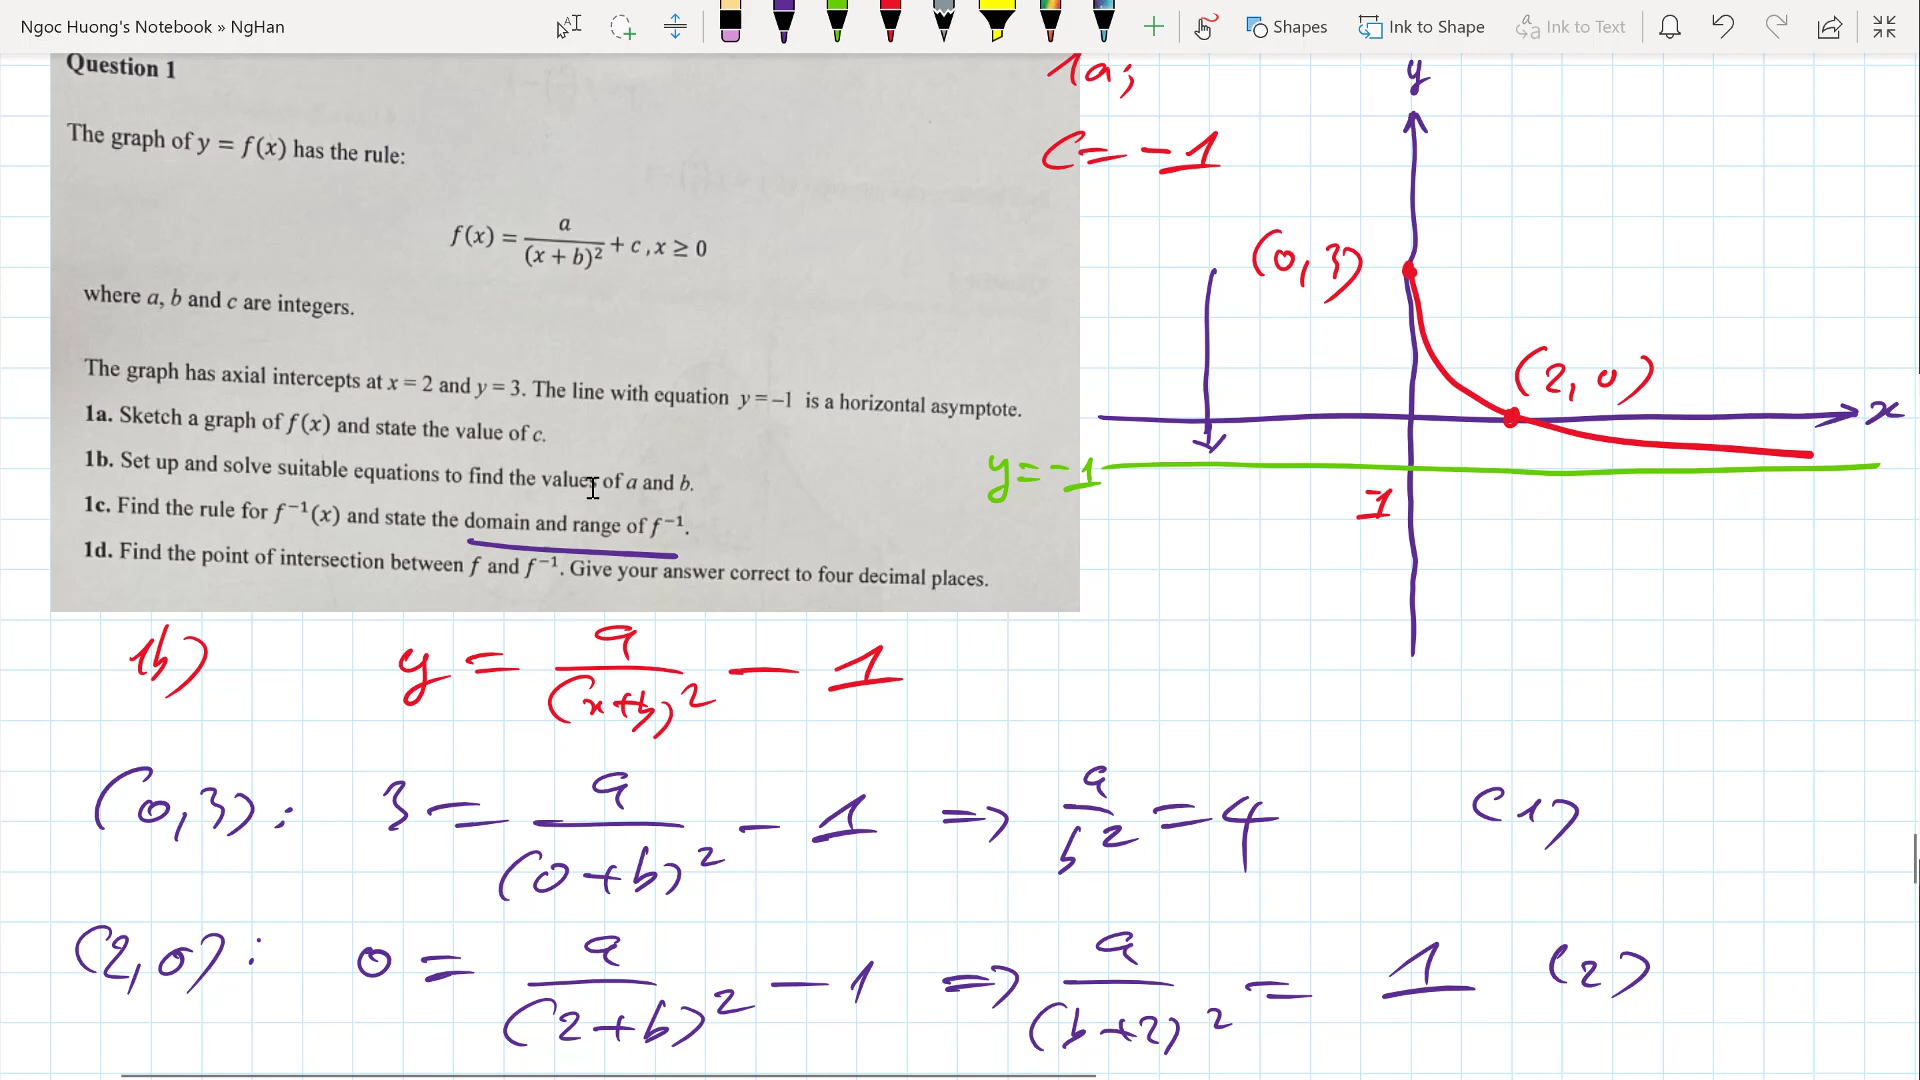 Ngoc Huong's Notebook » NgHan
Shapes
Ink to Shape
Ink to Text
Question 1
The graph of y = f(x) has the rule:
f(x) = a/(x + b)² + c , x ≥ 0
where a, b and c are integers.
The graph has axial intercepts at x = 2 and y = 3. The line with equation y = −1 is a horizontal asymptote.
1a. Sketch a graph of f(x) and state the value of c.
1b. Set up and solve suitable equations to find the values of a and b.
1c. Find the rule for f⁻¹(x) and state the domain and range of f⁻¹.
1d. Find the point of intersection between f and f⁻¹. Give your answer correct to four decimal places.
1a;
c = -1
y
(0, 3)
(2, 0)
x
y = -1
-1
1b) y = a/(x+b)² - 1
(0,3): 3 = a/(0+b)² - 1 => a/b² = 4 (1)
(2,0): 0 = a/(2+b)² - 1 => a/(b+2)² = 1 (2)